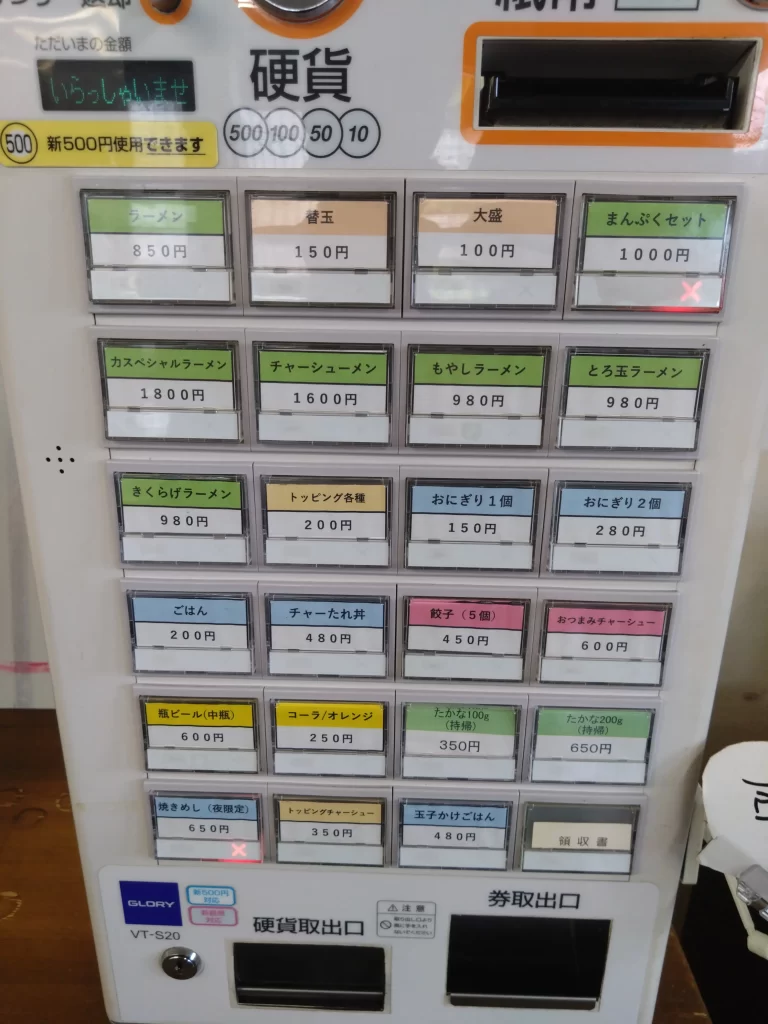 ただいまの金額
いらっしゃいませ
硬貨
500 100 50 10
500 新500円使用できます
ラーメン
850円
替玉
150円
大盛
100円
まんぷくセット
1000円
×
力スペシャルラーメン
1800円
チャーシューメン
1600円
もやしラーメン
980円
とろ玉ラーメン
980円
きくらげラーメン
980円
トッピング各種
200円
おにぎり1個
150円
おにぎり2個
280円
ごはん
200円
チャーたれ丼
480円
餃子(5個)
450円
おつまみチャーシュー
600円
瓶ビール(中瓶)
600円
コーラ/オレンジ
250円
たかな100g
(持帰)
350円
たかな200g
(持帰)
650円
焼きめし(夜限定)
650円
×
トッピングチャーシュー
350円
玉子かけごはん
480円
領収書
GLORY
新500円
対応
VT-S20
硬貨取出口
注意
券取出口